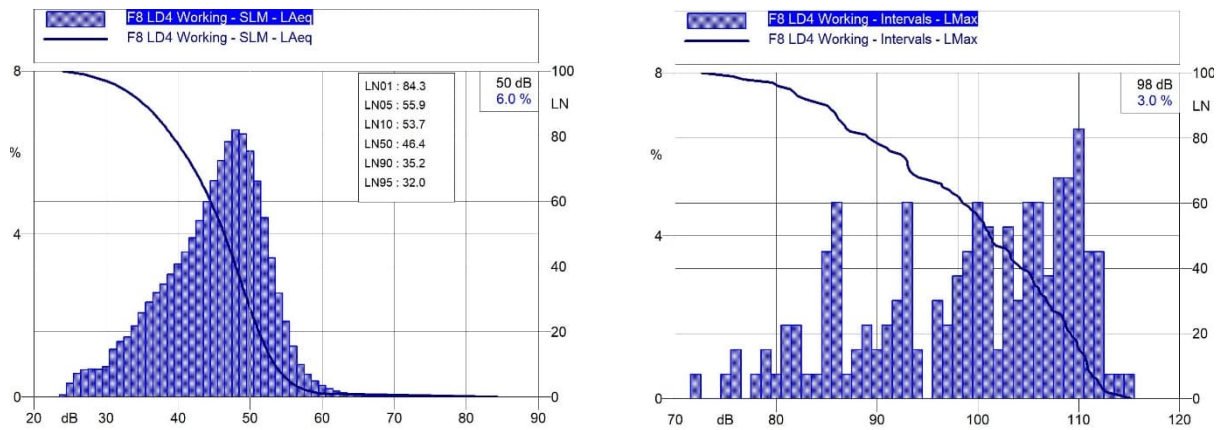 F8 LD4 Working - SLM - LAeq
F8 LD4 Working - SLM - LAeq
8
100
LN01 : 84.3
LN05 : 55.9
LN10 : 53.7
LN50 : 46.4
LN90 : 35.2
LN95 : 32.0
50 dB
6.0 %
LN
80
%
60
4
40
20
0
0
20
dB
30
40
50
60
70
80
90
F8 LD4 Working - Intervals - LMax
F8 LD4 Working - Intervals - LMax
8
100
98 dB
3.0 %
LN
80
%
60
4
40
20
0
0
70
dB
80
90
100
110
120